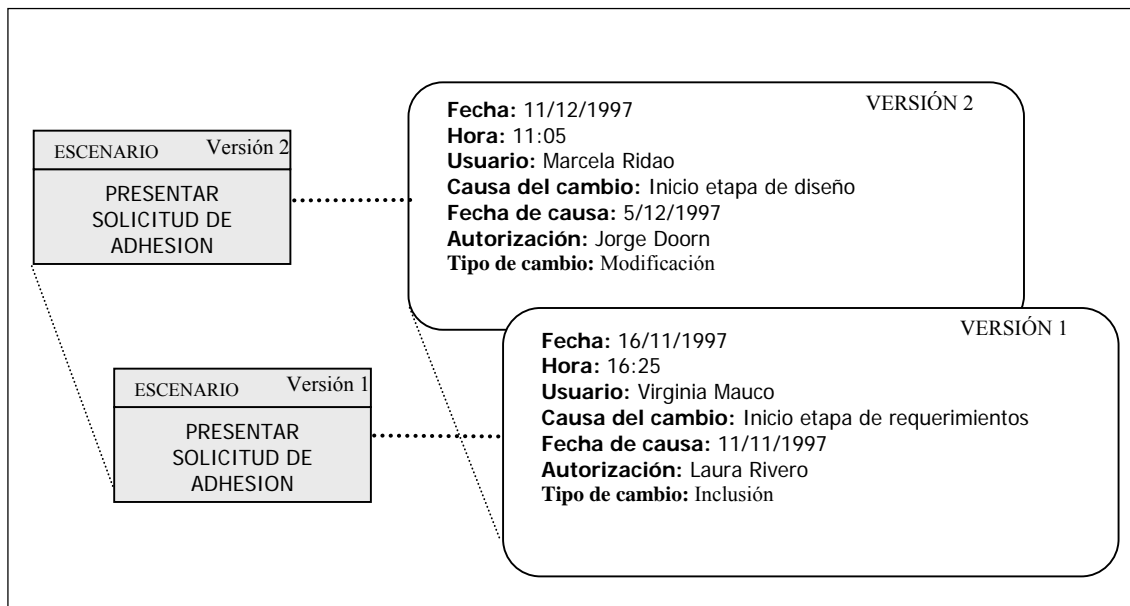 VERSIÓN 2
Fecha: 11/12/1997
Hora: 11:05
Usuario: Marcela Ridao
Causa del cambio: Inicio etapa de diseño
Fecha de causa: 5/12/1997
Autorización: Jorge Doorn
Tipo de cambio: Modificación
ESCENARIO Versión 2
PRESENTAR
SOLICITUD DE
ADHESION
VERSIÓN 1
Fecha: 16/11/1997
Hora: 16:25
Usuario: Virginia Mauco
Causa del cambio: Inicio etapa de requerimientos
Fecha de causa: 11/11/1997
Autorización: Laura Rivero
Tipo de cambio: Inclusión
ESCENARIO Versión 1
PRESENTAR
SOLICITUD DE
ADHESION